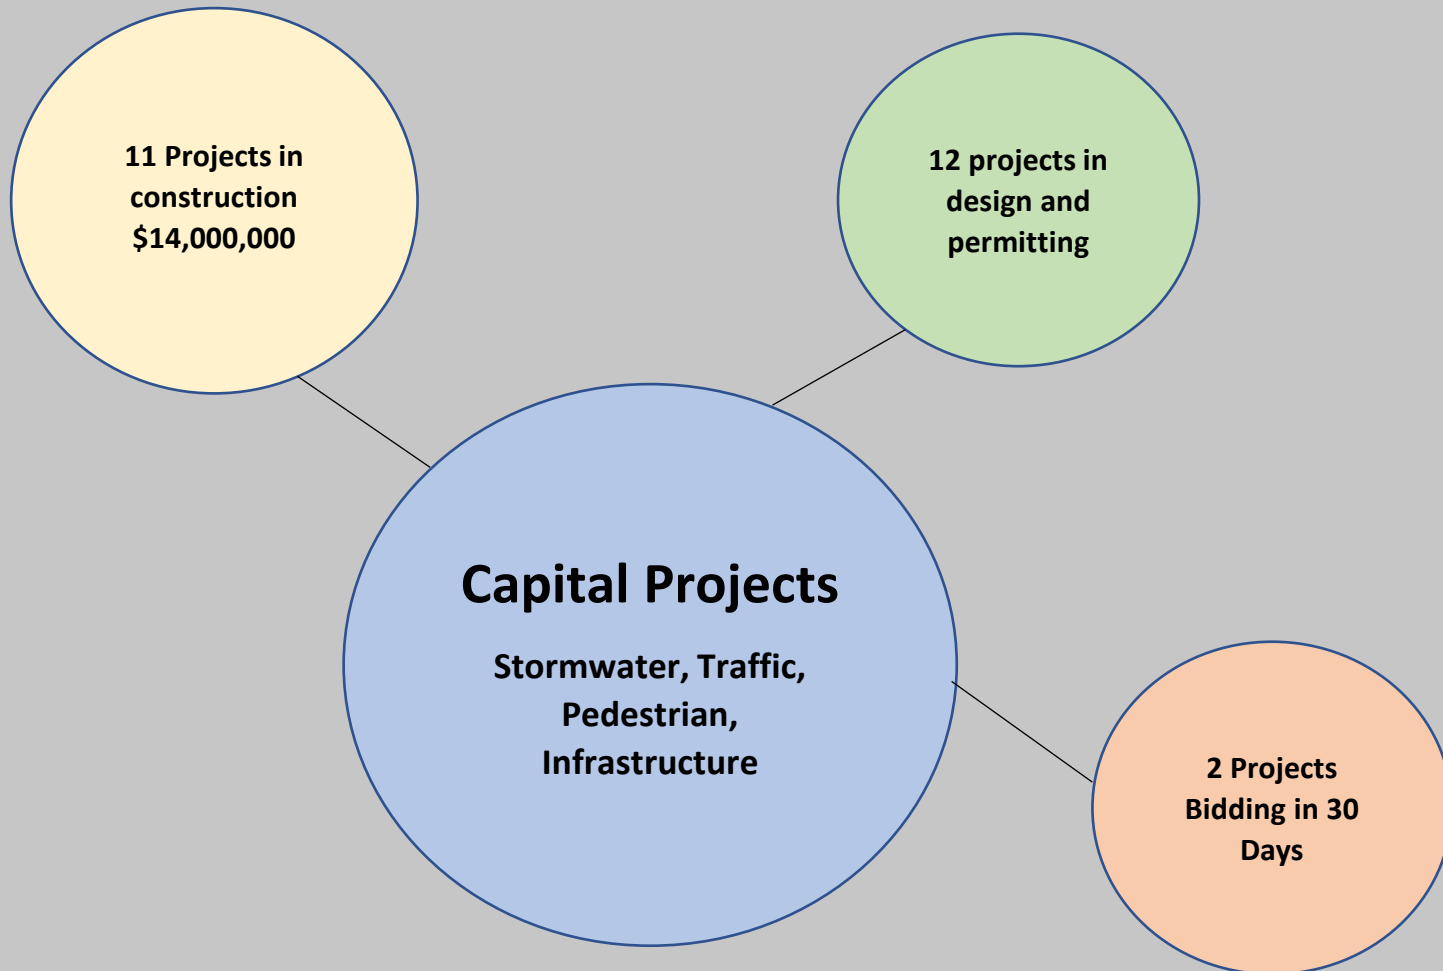 11 Projects in
construction
$14,000,000
12 projects in
design and
permitting
Capital Projects
Stormwater, Traffic,
Pedestrian,
Infrastructure
2 Projects
Bidding in 30
Days